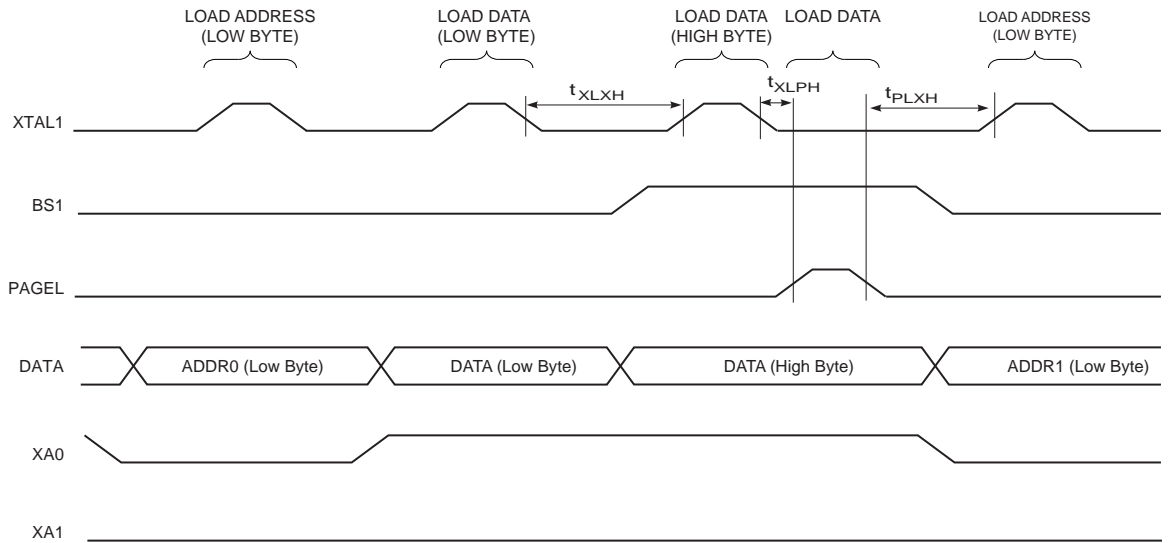 LOAD ADDRESS
(LOW BYTE)
LOAD DATA
(LOW BYTE)
LOAD DATA
(HIGH BYTE)
LOAD DATA
LOAD ADDRESS
(LOW BYTE)
tXLXH
tXLPH
tPLXH
XTAL1
BS1
PAGEL
DATA
ADDR0 (Low Byte)
DATA (Low Byte)
DATA (High Byte)
ADDR1 (Low Byte)
XA0
XA1